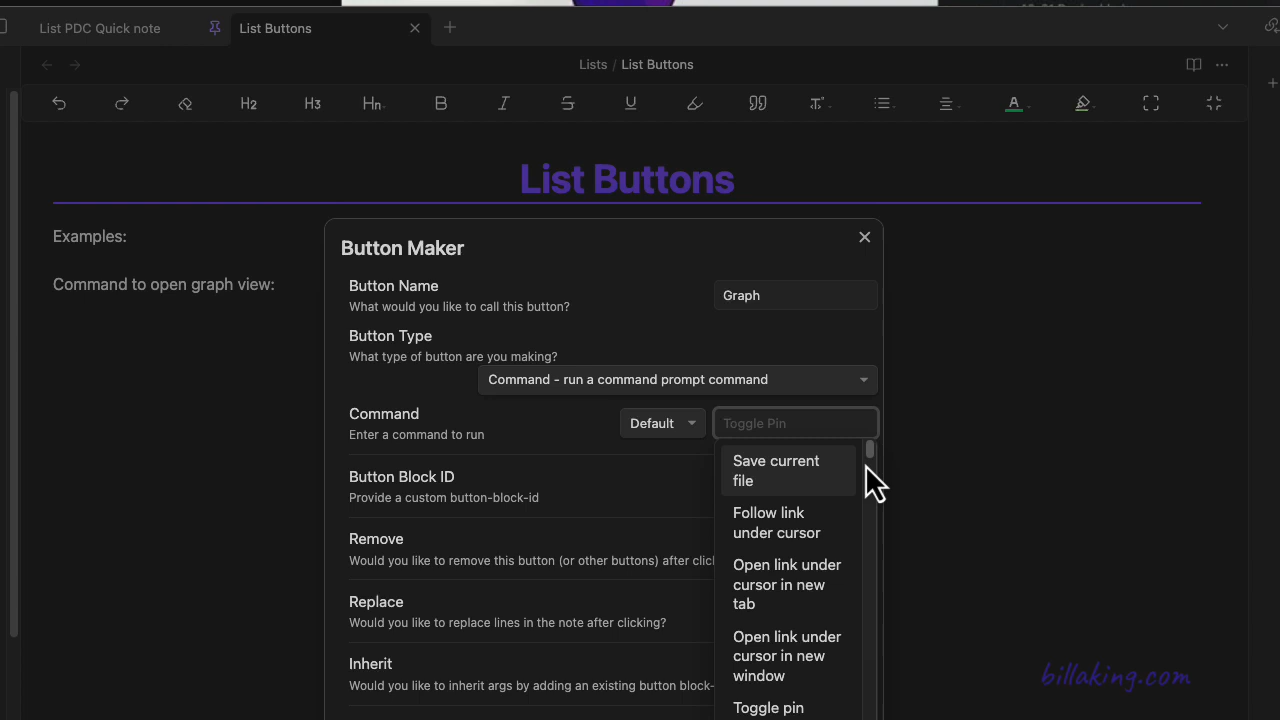 List PDC Quick note
List Buttons
Lists / List Buttons
H2 H3 Hn B I S U A
List Buttons
Examples:
Command to open graph view:
Button Maker
Button Name
What would you like to call this button?
Graph
Button Type
What type of button are you making?
Command - run a command prompt command
Command
Enter a command to run
Default
Toggle Pin
Save current
file
Follow link
under cursor
Open link under
cursor in new
tab
Open link under
cursor in new
window
Toggle pin
Button Block ID
Provide a custom button-block-id
Remove
Would you like to remove this button (or other buttons) after clic
Replace
Would you like to replace lines in the note after clicking?
Inherit
Would you like to inherit args by adding an existing button block-
billaking.com